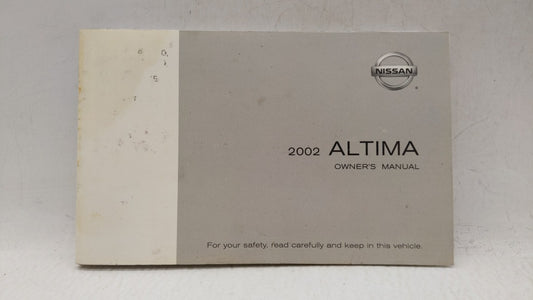 NISSAN
2002 ALTIMA
OWNER'S MANUAL
For your safety, read carefully and keep in this vehicle.